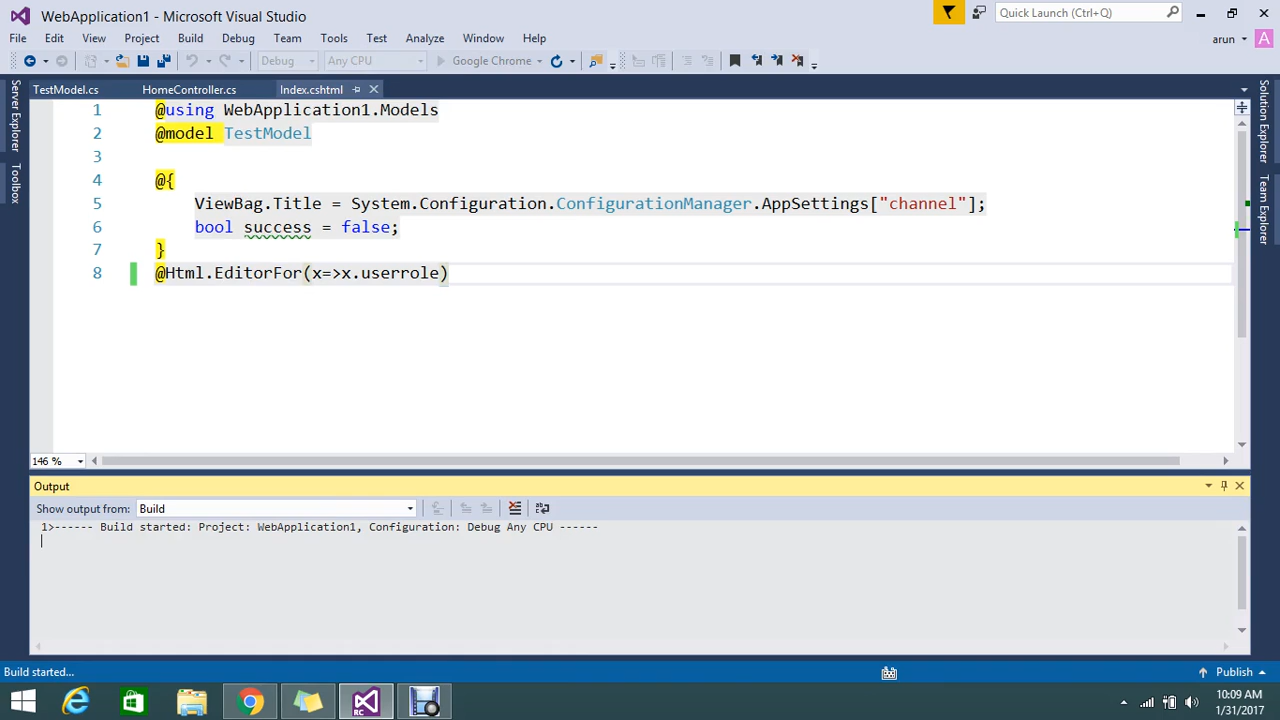 WebApplication1 - Microsoft Visual Studio
Quick Launch (Ctrl+Q)
File Edit View Project Build Debug Team Tools Test Analyze Window Help
arun A
Debug Any CPU Google Chrome
TestModel.cs HomeController.cs Index.cshtml
Server Explorer
Toolbox
Solution Explorer
Team Explorer
1 @using WebApplication1.Models
2 @model TestModel
3
4 @{
5 ViewBag.Title = System.Configuration.ConfigurationManager.AppSettings["channel"];
6 bool success = false;
7 }
8 @Html.EditorFor(x=>x.userrole)
146 %
Output
Show output from: Build
1>------ Build started: Project: WebApplication1, Configuration: Debug Any CPU ------
Build started...
Publish
RC
10:09 AM
1/31/2017